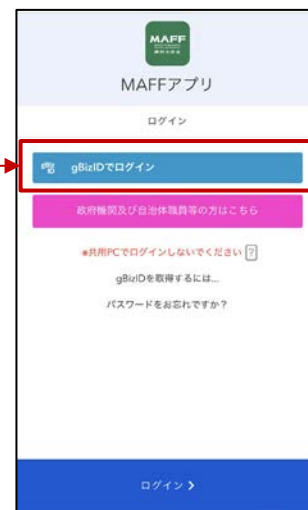 MAFF
MAFFアプリ
ログイン
gBizIDでログイン
政府機関及び自治体職員等の方はこちら
※共用PCでログインしないでください ?
gBizIDを取得するには...
パスワードをお忘れですか？
ログイン